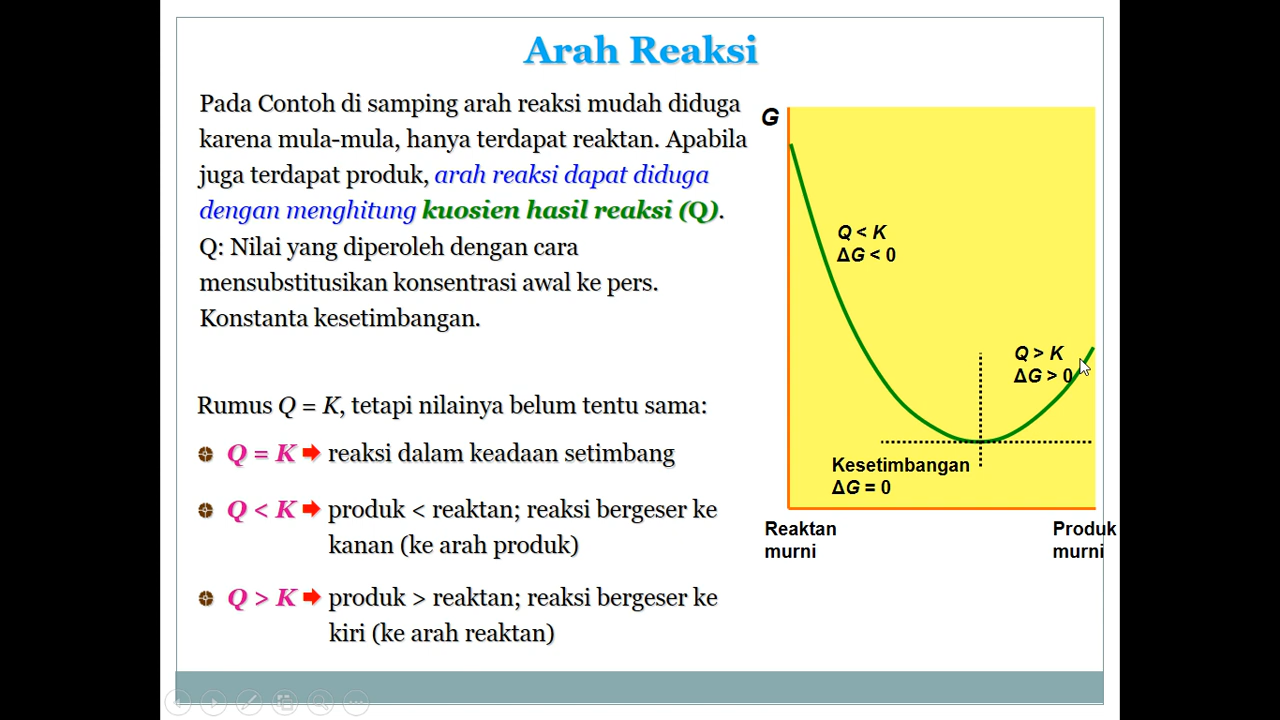 Arah Reaksi
Pada Contoh di samping arah reaksi mudah diduga
karena mula-mula, hanya terdapat reaktan. Apabila
juga terdapat produk, arah reaksi dapat diduga
dengan menghitung kuosien hasil reaksi (Q).
Q: Nilai yang diperoleh dengan cara
mensubstitusikan konsentrasi awal ke pers.
Konstanta kesetimbangan.
Rumus Q = K, tetapi nilainya belum tentu sama:
Q = K ➡ reaksi dalam keadaan setimbang
Q < K ➡ produk < reaktan; reaksi bergeser ke
kanan (ke arah produk)
Q > K ➡ produk > reaktan; reaksi bergeser ke
kiri (ke arah reaktan)
G
Q < K
ΔG < 0
Q > K
ΔG > 0
Kesetimbangan
ΔG = 0
Reaktan
murni
Produk
murni